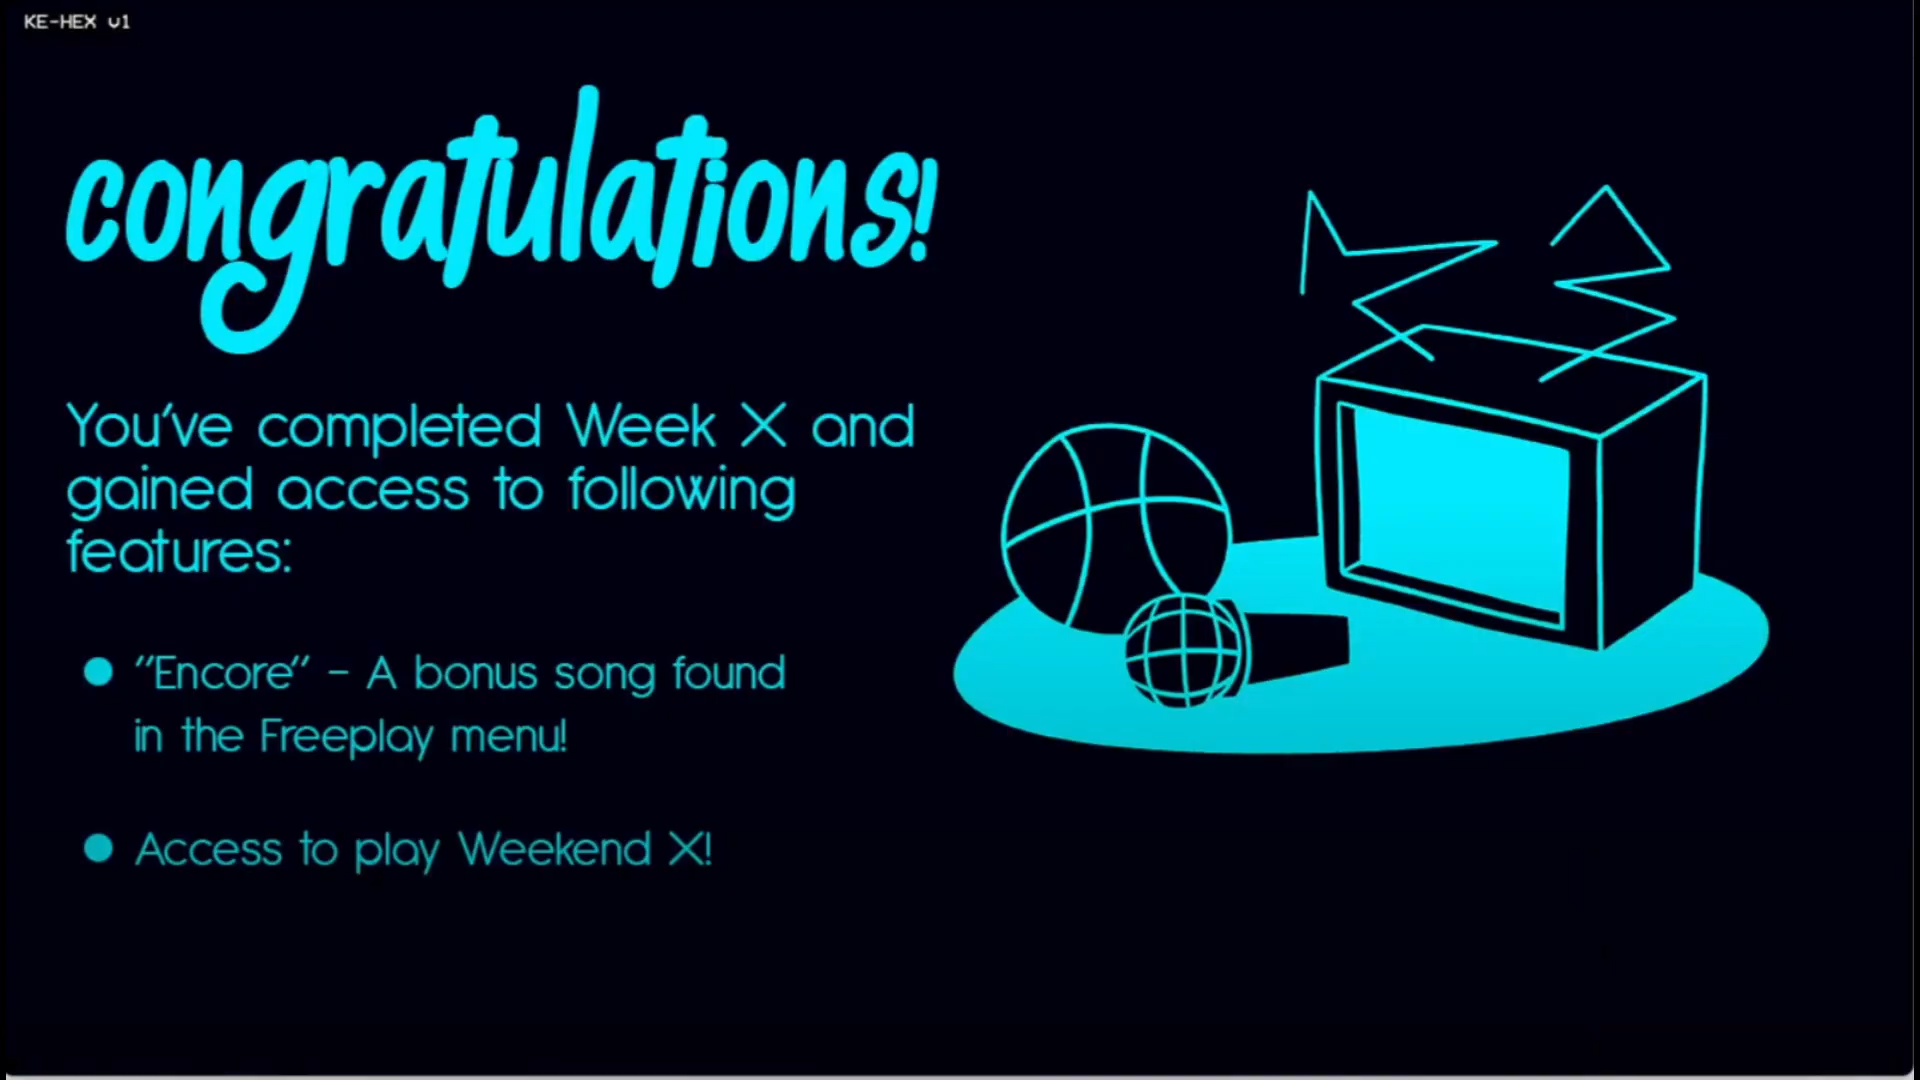 KE-HEX v1
congratulations!
You've completed Week X and
gained access to following
features:
"Encore" - A bonus song found
in the Freeplay menu!
Access to play Weekend X!